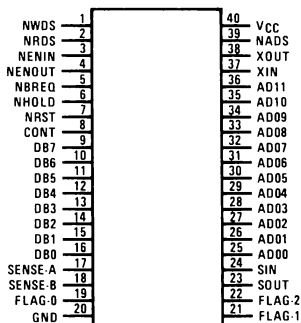 1 40
NWDS VCC
2 39
NRDS NADS
3 38
NENIN XOUT
4 37
NENOUT XIN
5 36
NBREQ AD11
6 35
NHOLD AD10
7 34
NRST AD09
8 33
CONT AD08
9 32
DB7 AD07
10 31
DB6 AD06
11 30
DB5 AD05
12 29
DB4 AD04
13 28
DB3 AD03
14 27
DB2 AD02
15 26
DB1 AD01
16 25
DB0 AD00
17 24
SENSE-A SIN
18 23
SENSE-B SOUT
19 22
FLAG-0 FLAG-2
20 21
GND FLAG-1